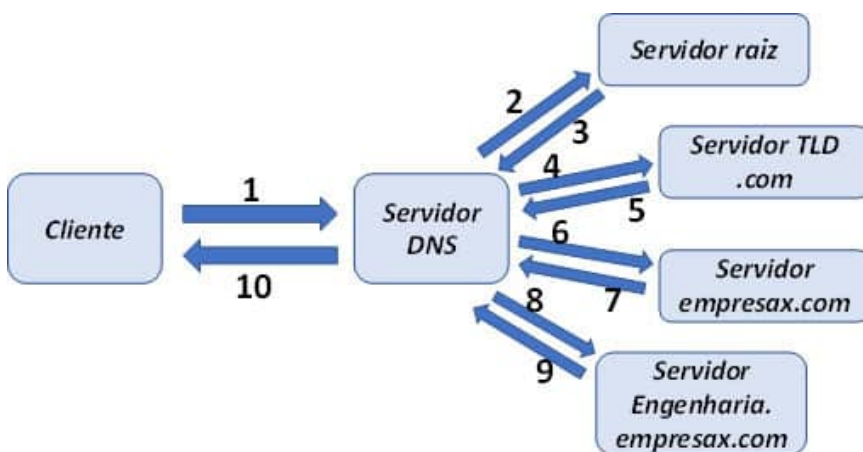 Servidor raiz
2
3
Servidor TLD
.com
4
5
1
Cliente
Servidor
DNS
10
6
7
Servidor
empresax.com
8
9
Servidor
Engenharia.
empresax.com